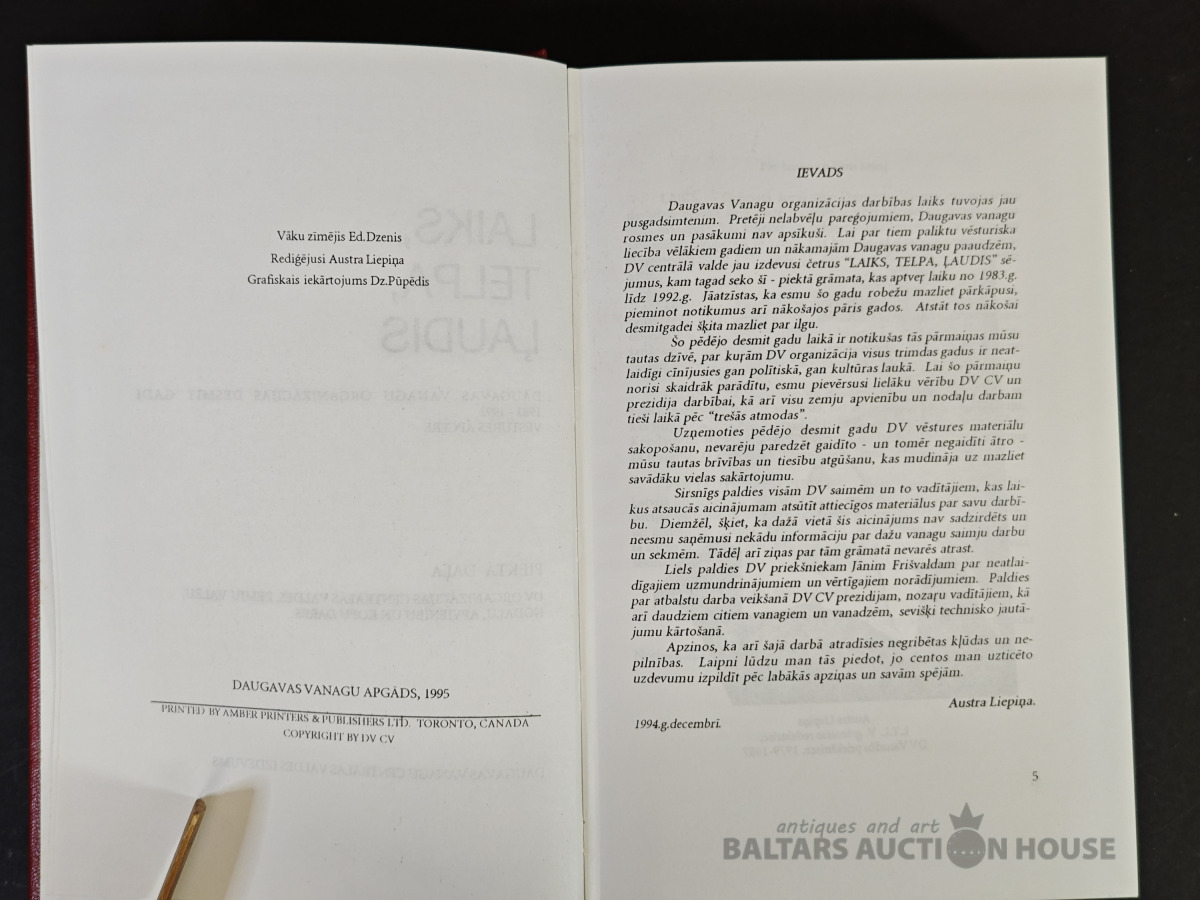 Vāku zīmējis Ed.Dzenis
Rediģējusi Austra Liepiņa
Grafiskais iekārtojums Dz.Pūpēdis
DAUGAVAS VANAGU APGĀDS, 1995
PRINTED BY AMBER PRINTERS & PUBLISHERS LTD. TORONTO, CANADA
COPYRIGHT BY DV CV
IEVADS
Daugavas Vanagu organizācijas darbības laiks tuvojas jau
pusgadsimtenim. Pretēji nelabvēļu pareģojumiem, Daugavas vanagu
rosmes un pasākumi nav apsīkuši. Lai par tiem paliktu vēsturiska
liecība vēlākiem gadiem un nākamajām Daugavas vanagu paaudzēm,
DV centrālā valde jau izdevusi četrus “LAIKS, TELPA, ĻAUDIS” sē-
jumus, kam tagad seko šī - piektā grāmata, kas aptveŗ laiku no 1983.g.
līdz 1992.g. Jāatzīstas, ka esmu šo gadu robežu mazliet pārkāpusi,
pieminot notikumus arī nākošajos pāris gados. Atstāt tos nākošai
desmitgadei šķita mazliet par ilgu.
Šo pēdējo desmit gadu laikā ir notikušas tās pārmaiņas mūsu
tautas dzīvē, par kuŗām DV organizācija visus trimdas gadus ir neat-
laidīgi cīnījusies gan polītiskā, gan kultūras laukā. Lai šo pārmaiņu
norisi skaidrāk parādītu, esmu pievērsusi lielāku vērību DV CV un
prezidija darbībai, kā arī visu zemju apvienību un nodaļu darbam
tieši laikā pēc “trešās atmodas”.
Uzņemoties pēdējo desmit gadu DV vēstures materiālu
sakopošanu, nevarēju paredzēt gaidīto - un tomēr negaidīti ātro -
mūsu tautas brīvības un tiesību atgūšanu, kas mudināja uz mazliet
savādāku vielas sakārtojumu.
Sirsnīgs paldies visām DV saimēm un to vadītājiem, kas lai-
kus atsaucās aicinājumam atsūtīt attiecīgos materiālus par savu darbī-
bu. Diemžēl, šķiet, ka dažā vietā šis aicinājums nav sadzirdēts un
neesmu saņēmusi nekādu informāciju par dažu vanagu saimju darbu
un sekmēm. Tādēļ arī ziņas par tām grāmatā nevarēs atrast.
Liels paldies DV priekšniekam Jānim Frišvaldam par neatlai-
dīgajiem uzmundrinājumiem un vērtīgajiem norādījumiem. Paldies
par atbalstu darba veikšanā DV CV prezidijam, nozaŗu vadītājiem, kā
arī daudziem citiem vanagiem un vanadzēm, sevišķi technisko jautā-
jumu kārtošanā.
Apzinos, ka arī šajā darbā atradīsies negribētas kļūdas un ne-
pilnības. Laipni lūdzu man tās piedot, jo centos man uzticēto
uzdevumu izpildīt pēc labākās apziņas un savām spējām.
Austra Liepiņa.
1994.g.decembrī.
5
antiques and art
BALTARS AUCTION HOUSE